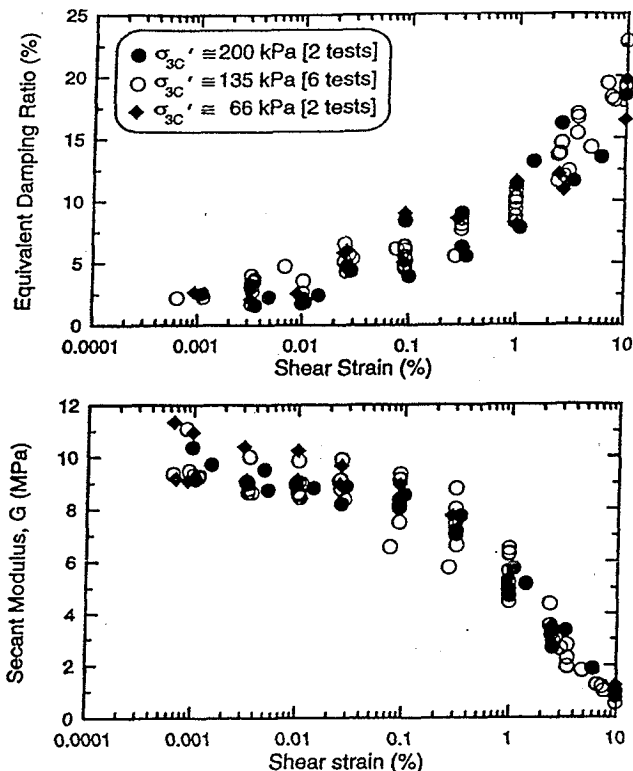 Equivalent Damping Ratio (%)
25
20
15
10
5
0
● σ3C' ≅ 200 kPa [2 tests]
○ σ3C' ≅ 135 kPa [6 tests]
◆ σ3C' ≅ 66 kPa [2 tests]
0.0001 0.001 0.01 0.1 1 10
Shear Strain (%)
Secant Modulus, G (MPa)
12
10
8
6
4
2
0
0.0001 0.001 0.01 0.1 1 10
Shear strain (%)